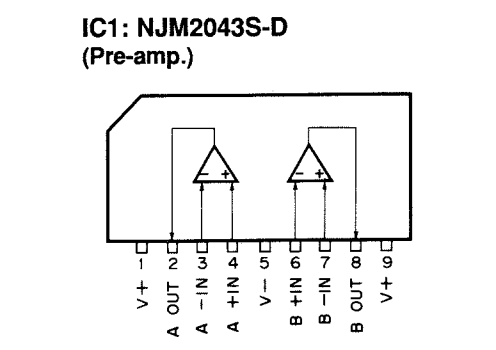 IC1: NJM2043S-D
(Pre-amp.)
- +
- +
1 2 3 4 5 6 7 8 9
V+
A OUT
A -IN
A +IN
V-
B +IN
B -IN
B OUT
V+